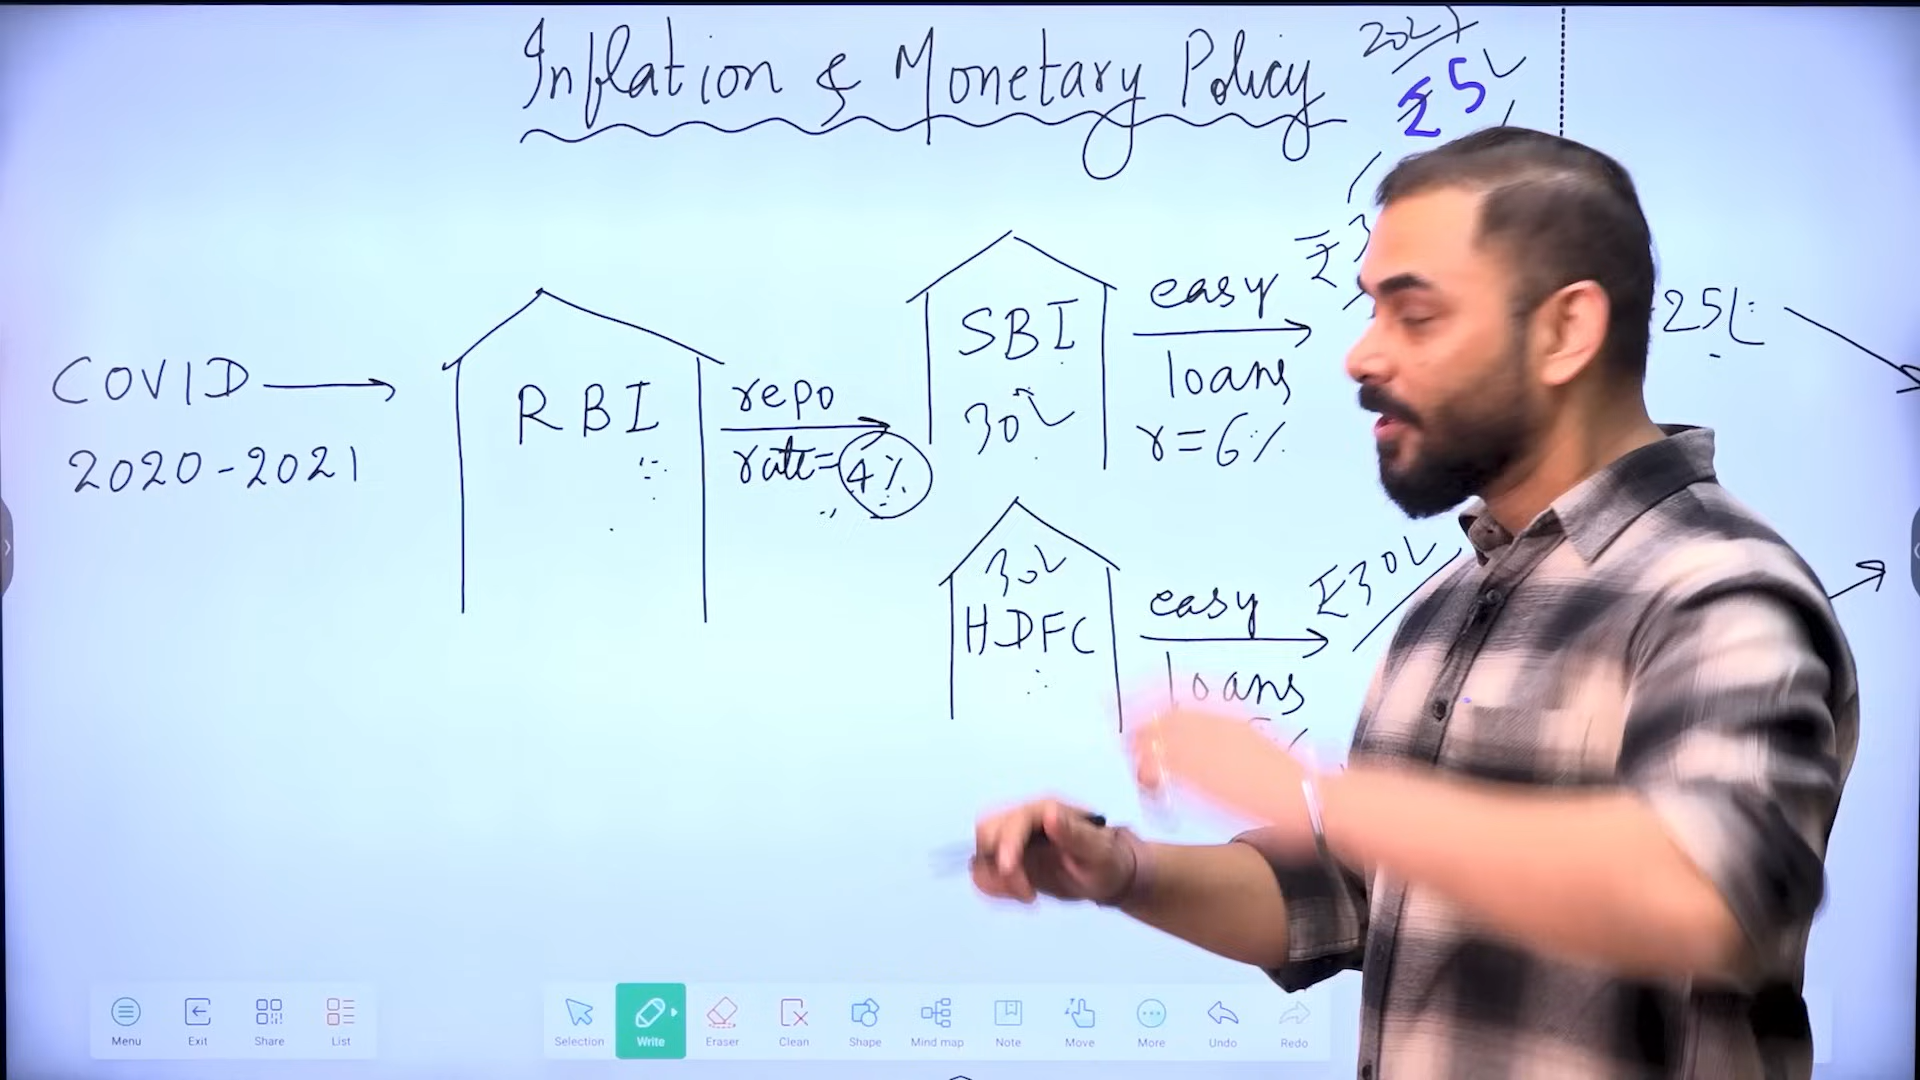 Inflation & Monetary Policy
₹5L
COVID
2020-2021
RBI
repo
rate=4%
SBI
30L
easy
loans
r=6%
25L
30L
HDFC
easy
loans
₹30L
Menu
Exit
Share
List
Selection
Write
Eraser
Clean
Shape
Mind map
Note
Move
More
Undo
Redo